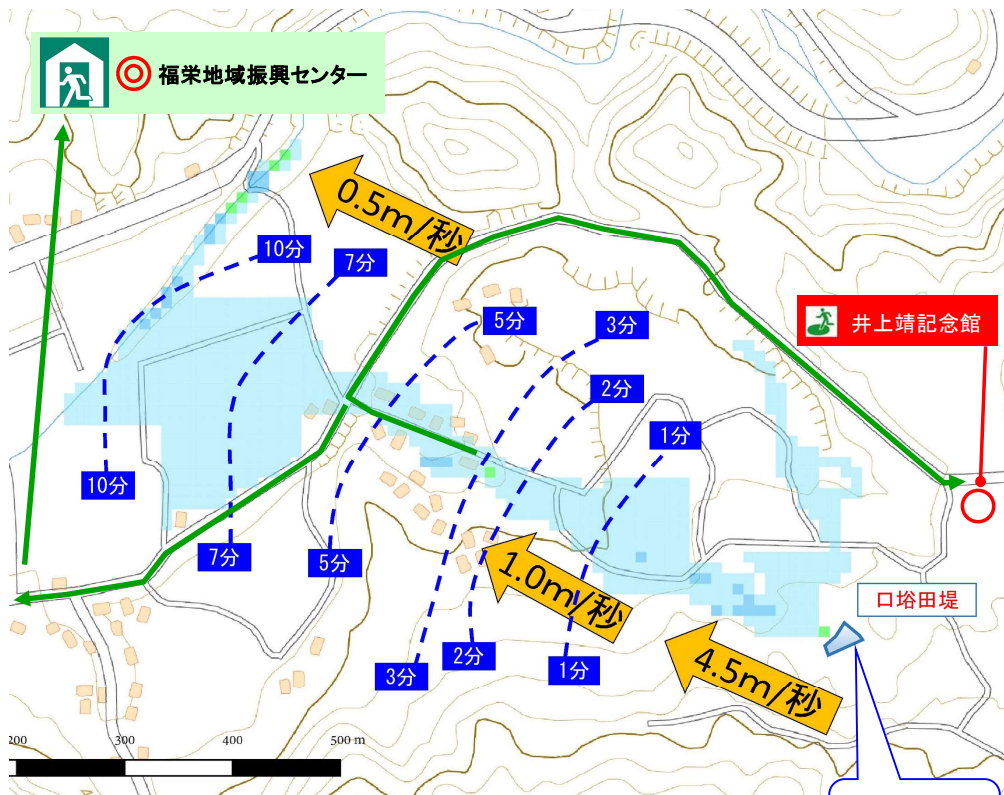 福栄地域振興センター
0.5m/秒
10分
7分
5分
3分
井上靖記念館
2分
1分
10分
7分
5分
1.0m/秒
口峪田堤
2分
1分
3分
4.5m/秒
200
300
400
500 m